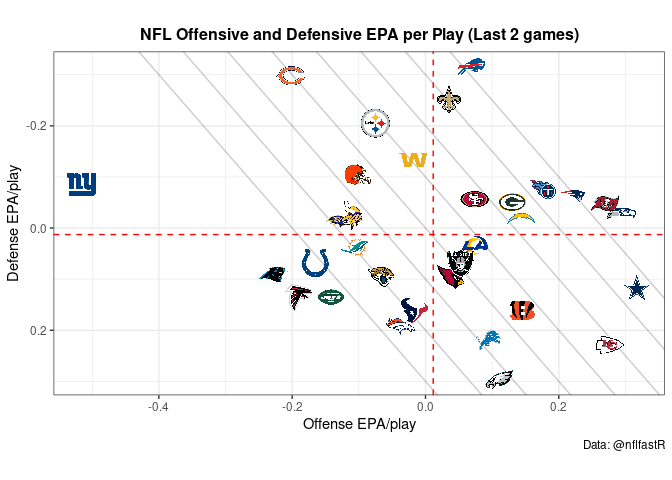 NFL Offensive and Defensive EPA per Play (Last 2 games)
Defense EPA/play
-0.2
0.0
0.2
ny
W
-0.4
-0.2
0.0
0.2
Offense EPA/play
Data: @nflfastR